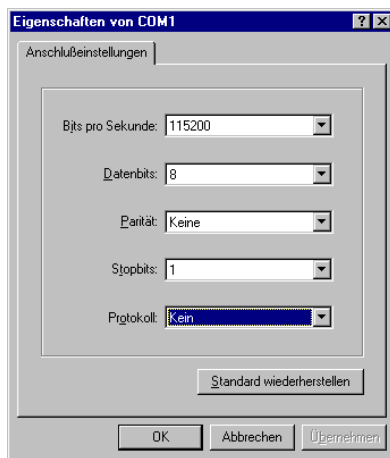 Eigenschaften von COM1
Anschlußeinstellungen
Bits pro Sekunde: 115200
Datenbits: 8
Parität: Keine
Stopbits: 1
Protokoll: Kein
Standard wiederherstellen
OK Abbrechen Übernehmen